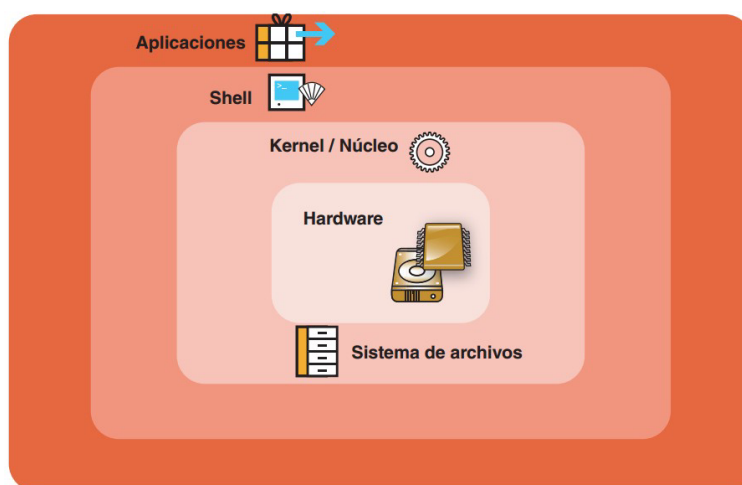 Aplicaciones
Shell
Kernel / Núcleo
Hardware
Sistema de archivos